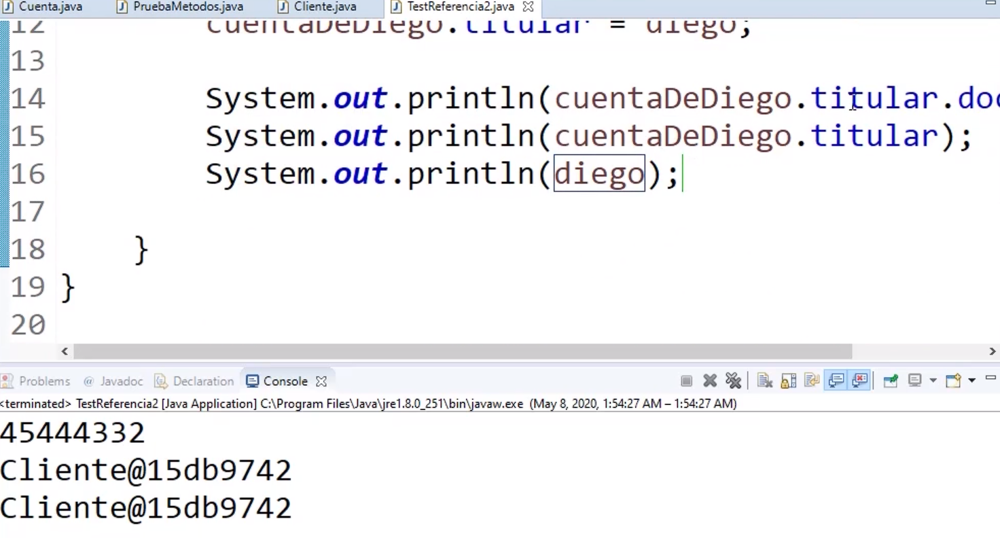 Cuenta.java PruebaMetodos.java Cliente.java TestReferencia2.java
12 cuentaDeDiego.titular = diego;
13
14 System.out.println(cuentaDeDiego.titular.doc
15 System.out.println(cuentaDeDiego.titular);
16 System.out.println(diego);
17
18 }
19 }
20
Problems @ Javadoc Declaration Console
<terminated> TestReferencia2 [Java Application] C:\Program Files\Java\jre1.8.0_251\bin\javaw.exe (May 8, 2020, 1:54:27 AM – 1:54:27 AM)
45444332
Cliente@15db9742
Cliente@15db9742